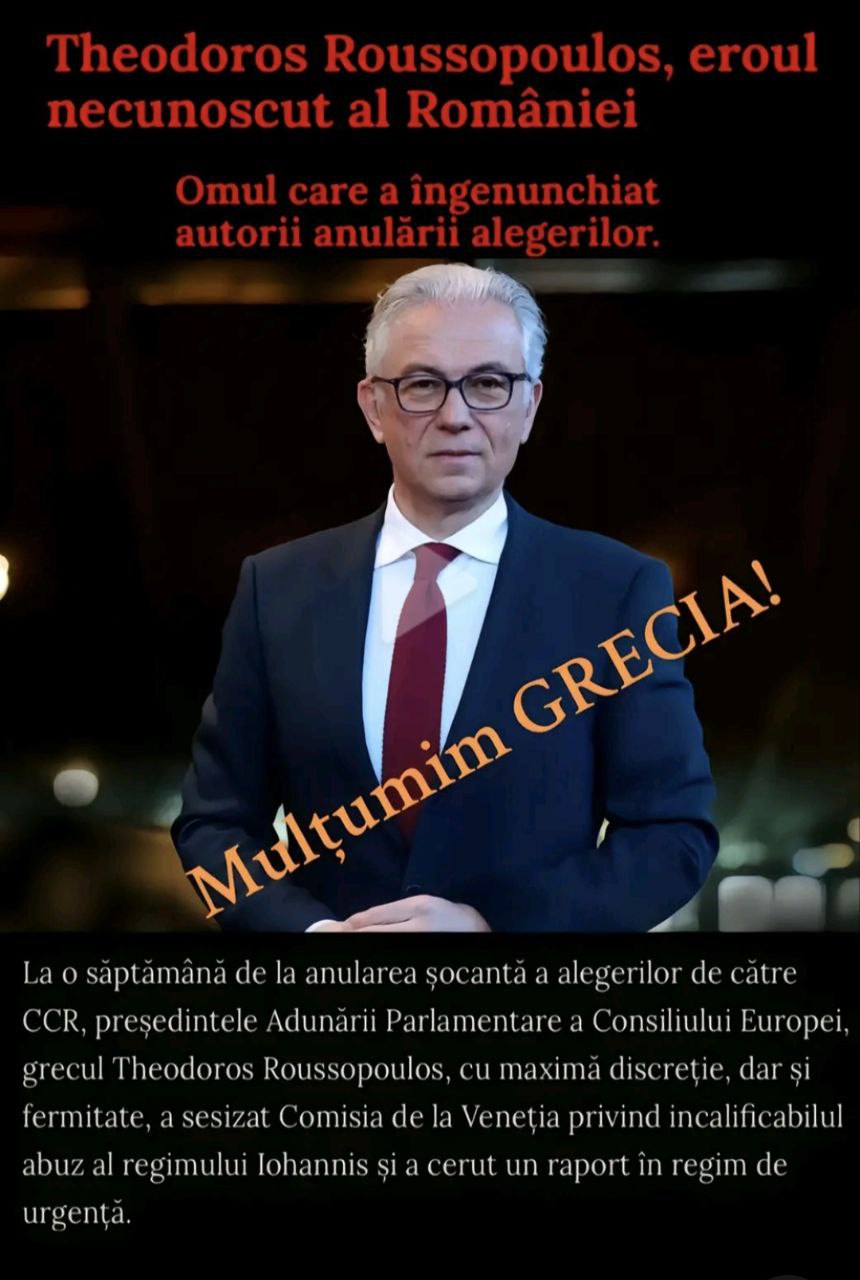 Theodoros Roussopoulos, eroul
necunoscut al României
Omul care a îngenunchiat
autorii anulării alegerilor.
Mulțumim GRECIA!
La o săptămână de la anularea șocantă a alegerilor de către
CCR, președintele Adunării Parlamentare a Consiliului Europei,
grecul Theodoros Roussopoulos, cu maximă discreție, dar și
fermitate, a sesizat Comisia de la Veneția privind incalificabilul
abuz al regimului Iohannis și a cerut un raport în regim de
urgență.